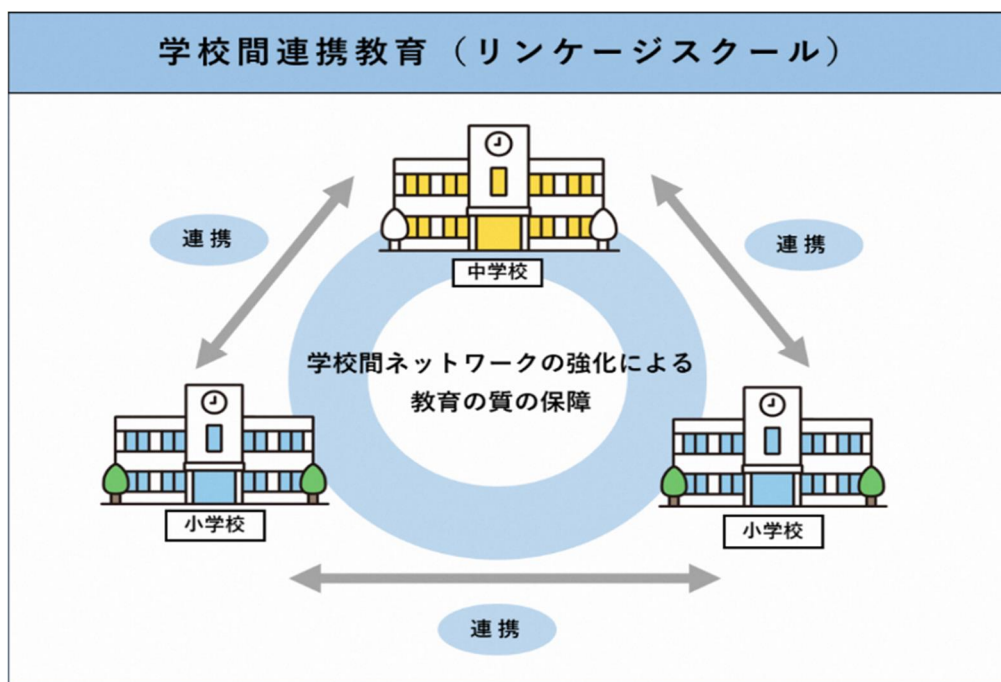 学校間連携教育（リンケージスクール）
中学校
連携
連携
学校間ネットワークの強化による
教育の質の保障
小学校
小学校
連携